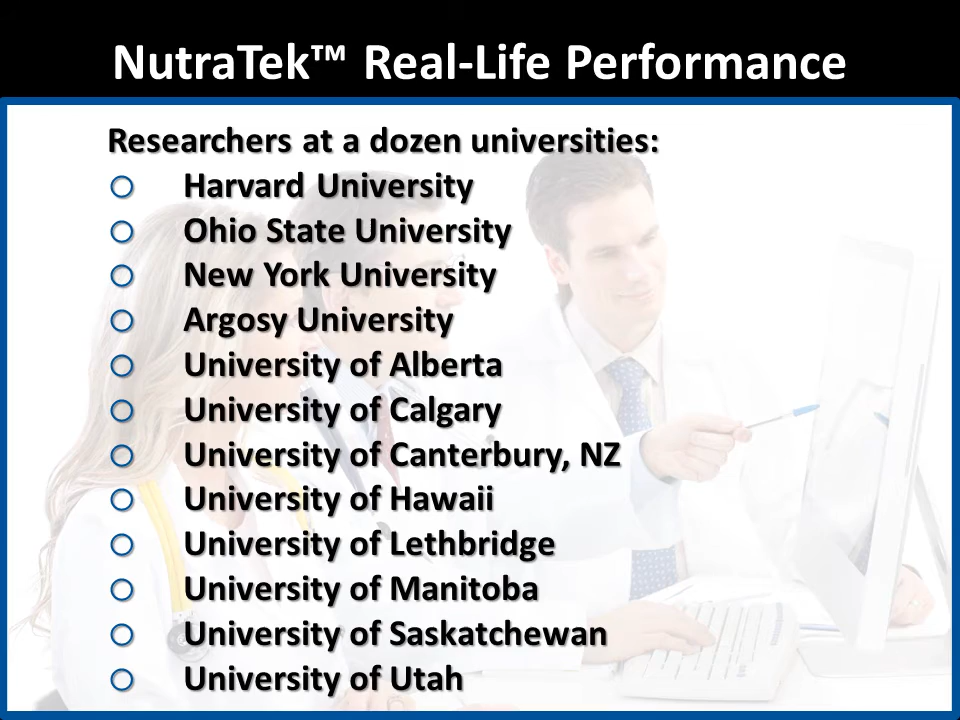 NutraTek™ Real-Life Performance
Researchers at a dozen universities:
o Harvard University
o Ohio State University
o New York University
o Argosy University
o University of Alberta
o University of Calgary
o University of Canterbury, NZ
o University of Hawaii
o University of Lethbridge
o University of Manitoba
o University of Saskatchewan
o University of Utah